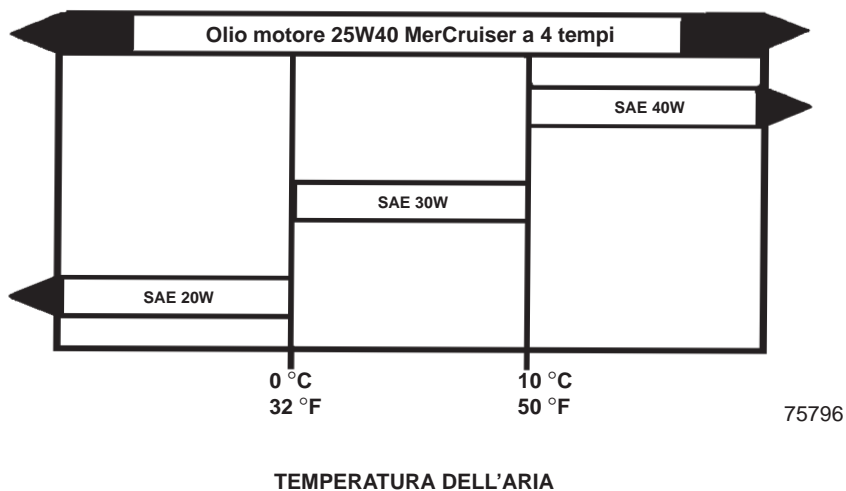 Olio motore 25W40 MerCruiser a 4 tempi
SAE 40W
SAE 30W
SAE 20W
0 °C
32 °F
10 °C
50 °F
75796
TEMPERATURA DELL'ARIA